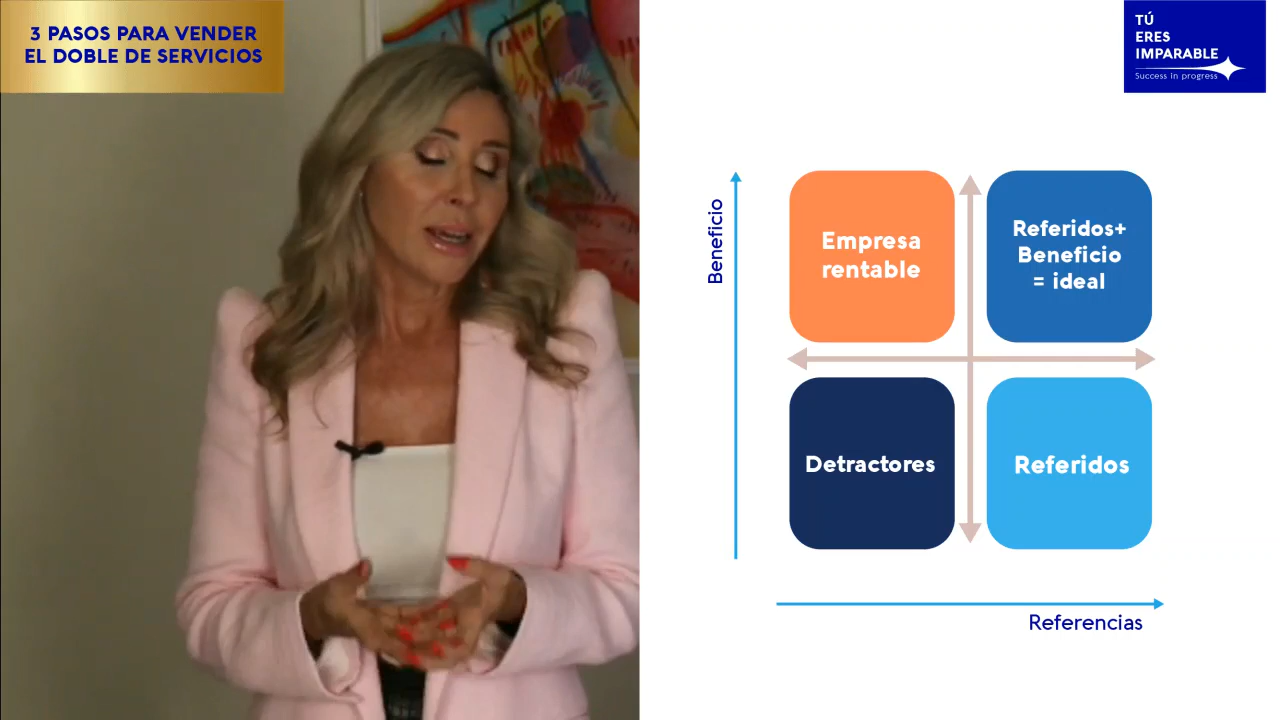 3 PASOS PARA VENDER
EL DOBLE DE SERVICIOS
TÚ
ERES
IMPARABLE
Success in progress
Beneficio
Empresa
rentable
Referidos+
Beneficio
= ideal
Detractores
Referidos
Referencias